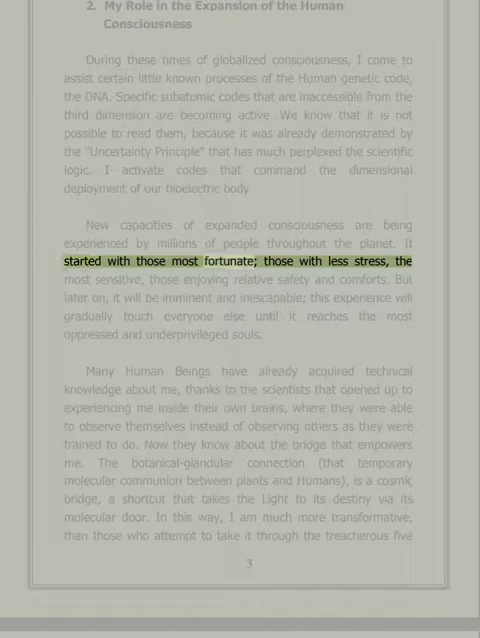 2. My Role in the Expansion of the Human
Consciousness
During these times of globalized consciousness, I come to
assist certain little known processes of the Human genetic code,
the DNA. Specific subatomic codes that are inaccessible from the
third dimension are becoming active. We know that it is not
possible to read them, because it was already demonstrated by
the "Uncertainty Principle" that has much perplexed the scientific
logic. I activate codes that command the dimensional
deployment of our bioelectric body
New capacities of expanded consciousness are being
experienced by millions of people throughout the planet. It
started with those most fortunate; those with less stress, the
most sensitive, those enjoying relative safety and comforts. But
later on, it will be imminent and inescapable; this experience will
gradually touch everyone else until it reaches the most
oppressed and underprivileged souls.
Many Human Beings have already acquired technical
knowledge about me, thanks to the scientists that opened up to
experiencing me inside their own brains, where they were able
to observe themselves instead of observing others as they were
trained to do. Now they know about the bridge that empowers
me. The botanical-glandular connection (that temporary
molecular communion between plants and Humans), is a cosmic
bridge, a shortcut that takes the Light to its destiny via its
molecular door. In this way, I am much more transformative,
than those who attempt to take it through the treacherous five
3